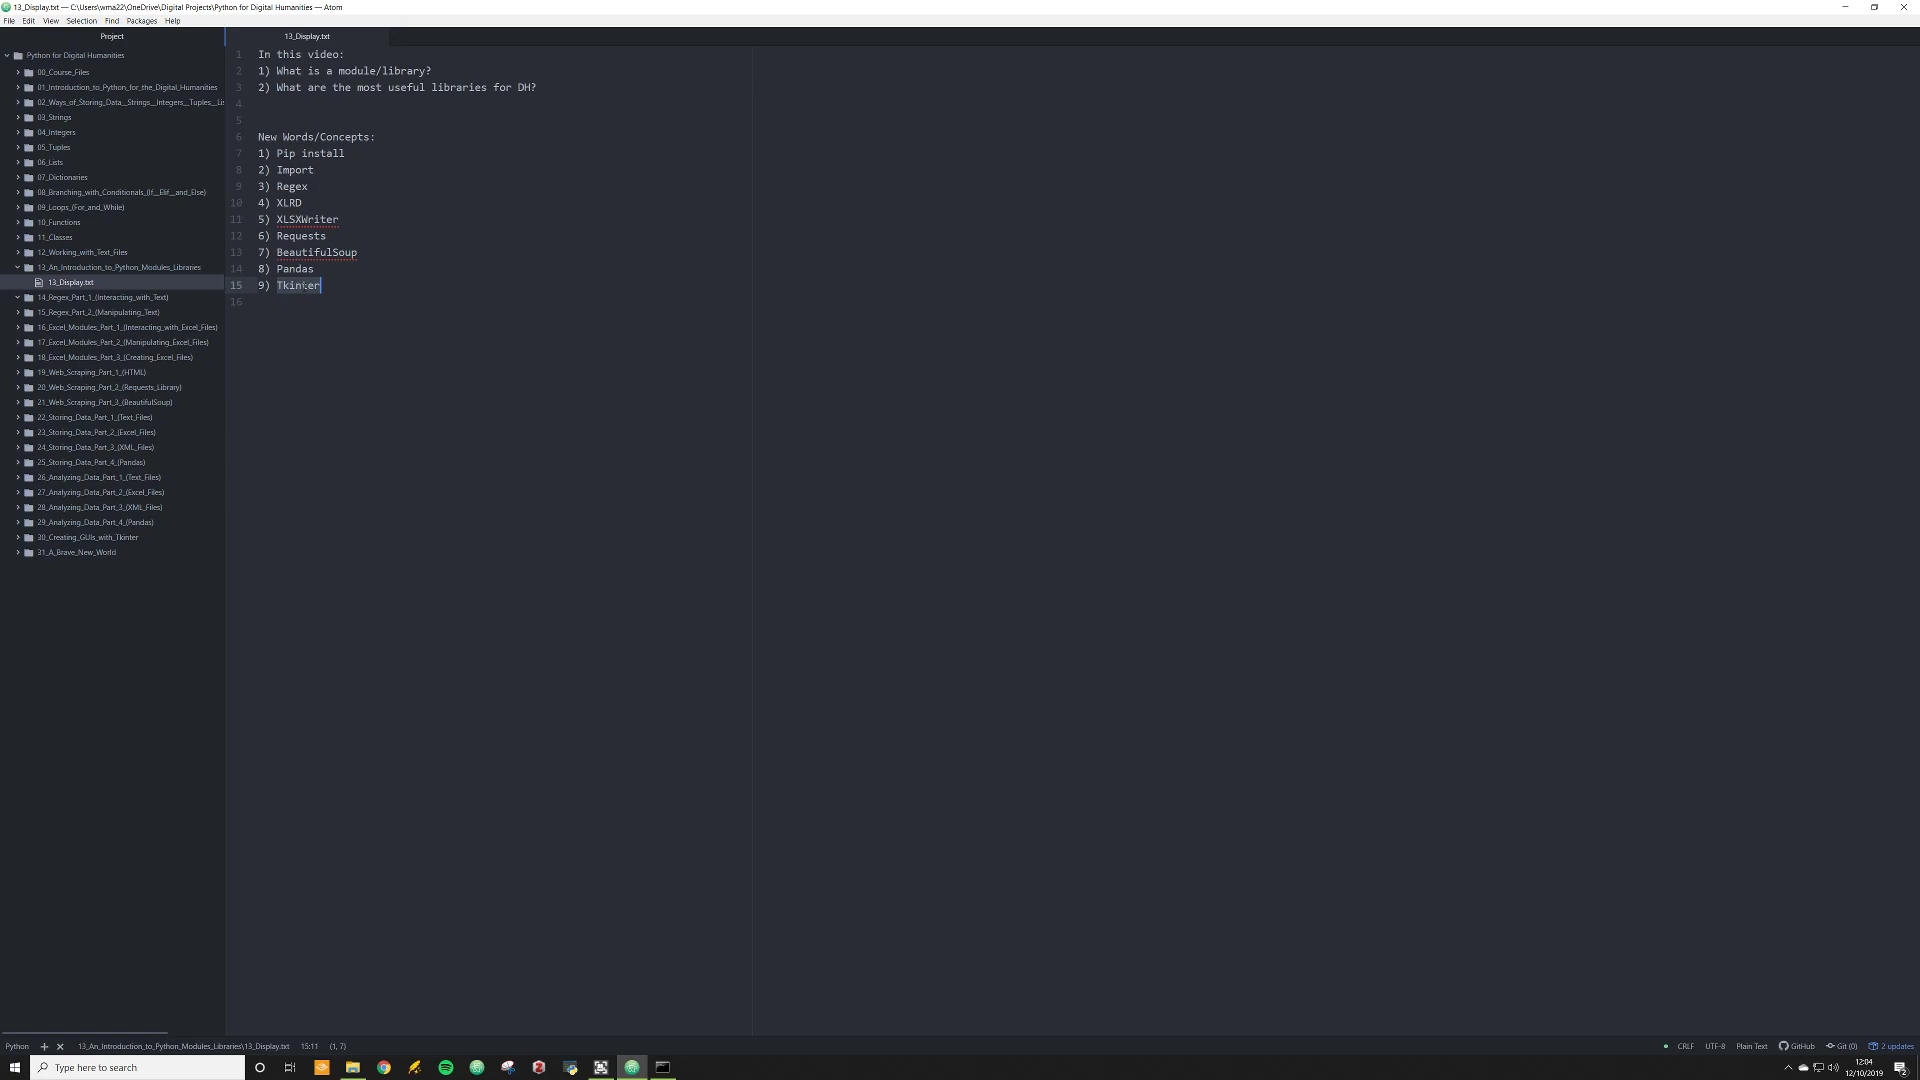 13_Display.txt — C:\Users\wma22\OneDrive\Digital Projects\Python for Digital Humanities — Atom
File Edit View Selection Find Packages Help
Project
Python for Digital Humanities
00_Course_Files
01_Introduction_to_Python_for_the_Digital_Humanities
02_Ways_of_Storing_Data__Strings__Integers__Tuples__Li
03_Strings
04_Integers
05_Tuples
06_Lists
07_Dictionaries
08_Branching_with_Conditionals_(If__Elif__and_Else)
09_Loops_(For_and_While)
10_Functions
11_Classes
12_Working_with_Text_Files
13_An_Introduction_to_Python_Modules_Libraries
13_Display.txt
14_Regex_Part_1_(Interacting_with_Text)
15_Regex_Part_2_(Manipulating_Text)
16_Excel_Modules_Part_1_(Interacting_with_Excel_Files)
17_Excel_Modules_Part_2_(Manipulating_Excel_Files)
18_Excel_Modules_Part_3_(Creating_Excel_Files)
19_Web_Scraping_Part_1_(HTML)
20_Web_Scraping_Part_2_(Requests_Library)
21_Web_Scraping_Part_3_(BeautifulSoup)
22_Storing_Data_Part_1_(Text_Files)
23_Storing_Data_Part_2_(Excel_Files)
24_Storing_Data_Part_3_(XML_Files)
25_Storing_Data_Part_4_(Pandas)
26_Analyzing_Data_Part_1_(Text_Files)
27_Analyzing_Data_Part_2_(Excel_Files)
28_Analyzing_Data_Part_3_(XML_Files)
29_Analyzing_Data_Part_4_(Pandas)
30_Creating_GUIs_with_Tkinter
31_A_Brave_New_World
13_Display.txt
1 In this video:
2 1) What is a module/library?
3 2) What are the most useful libraries for DH?
4
5
6 New Words/Concepts:
7 1) Pip install
8 2) Import
9 3) Regex
10 4) XLRD
11 5) XLSXWriter
12 6) Requests
13 7) BeautifulSoup
14 8) Pandas
15 9) Tkinter
16
Python 13_An_Introduction_to_Python_Modules_Libraries\13_Display.txt 15:11 (1, 7) CRLF UTF-8 Plain Text GitHub Git (0) 2 updates
Type here to search
12:04
12/10/2019
2